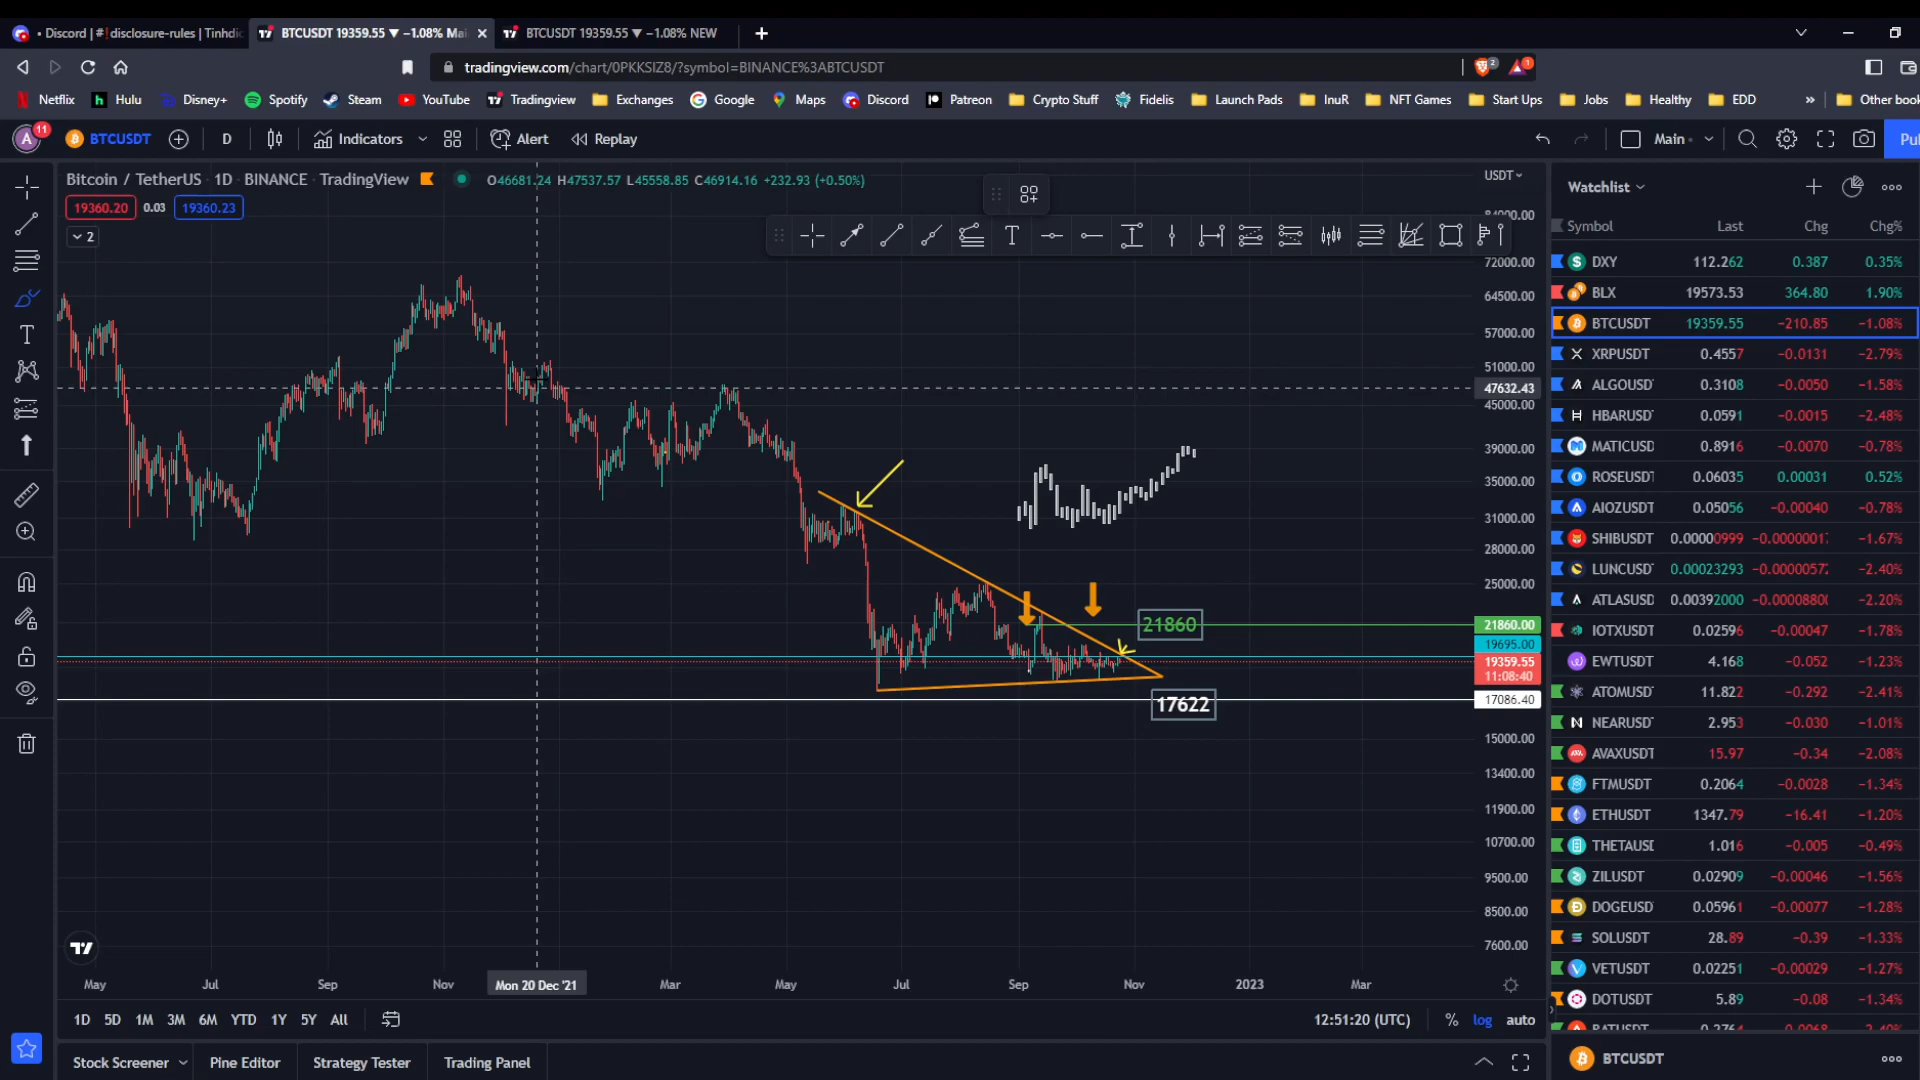 • Discord | #❗disclosure-rules | Tinhdic
BTCUSDT 19359.55 ▼ −1.08% Mai
BTCUSDT 19359.55 ▼ −1.08% NEW
tradingview.com/chart/0PKKSIZ8/?symbol=BINANCE%3ABTCUSDT
2
1
Netflix
Hulu
Disney+
Spotify
Steam
YouTube
Tradingview
Exchanges
Google
Maps
Discord
Patreon
Crypto Stuff
Fidelis
Launch Pads
InuR
NFT Games
Start Ups
Jobs
Healthy
EDD
»
Other book
A
11
BTCUSDT
D
Indicators
Alert
Replay
Main
Pu
Bitcoin / TetherUS · 1D · BINANCE · TradingView
O46681.24 H47537.57 L45558.85 C46914.16 +232.93 (+0.50%)
19360.20
0.03
19360.23
2
USDT
84000.00
72000.00
64500.00
57000.00
51000.00
47632.43
45000.00
39000.00
35000.00
31000.00
28000.00
25000.00
21860.00
19695.00
19359.55
11:08:40
17086.40
15000.00
13400.00
11900.00
10700.00
9500.00
8500.00
7600.00
21860
17622
May
Jul
Sep
Nov
Mon 20 Dec '21
Mar
May
Jul
Sep
Nov
2023
Mar
1D
5D
1M
3M
6M
YTD
1Y
5Y
All
12:51:20 (UTC)
%
log
auto
Stock Screener
Pine Editor
Strategy Tester
Trading Panel
Watchlist
Symbol Last Chg Chg%
DXY 112.262 0.387 0.35%
BLX 19573.53 364.80 1.90%
BTCUSDT 19359.55 −210.85 −1.08%
XRPUSDT 0.4557 −0.0131 −2.79%
ALGOUSD 0.3108 −0.0050 −1.58%
HBARUSD 0.0591 −0.0015 −2.48%
MATICUSD 0.8916 −0.0070 −0.78%
ROSEUSD 0.06035 0.00031 0.52%
AIOZUSD 0.05056 −0.00040 −0.78%
SHIBUSDT 0.00000999 −0.00000017 −1.67%
LUNCUSD 0.00023293 −0.00000572 −2.40%
ATLASUSD 0.00392000 −0.00008800 −2.20%
IOTXUSDT 0.02596 −0.00047 −1.78%
EWTUSDT 4.168 −0.052 −1.23%
ATOMUSD 11.822 −0.292 −2.41%
NEARUSD 2.953 −0.030 −1.01%
AVAXUSDT 15.97 −0.34 −2.08%
FTMUSDT 0.2064 −0.0028 −1.34%
ETHUSDT 1347.79 −16.41 −1.20%
THETAUSD 1.016 −0.005 −0.49%
ZILUSDT 0.02909 −0.00046 −1.56%
DOGEUSD 0.05961 −0.00077 −1.28%
SOLUSDT 28.89 −0.39 −1.33%
VETUSDT 0.02251 −0.00029 −1.27%
DOTUSDT 5.89 −0.08 −1.34%
BTCUSDT